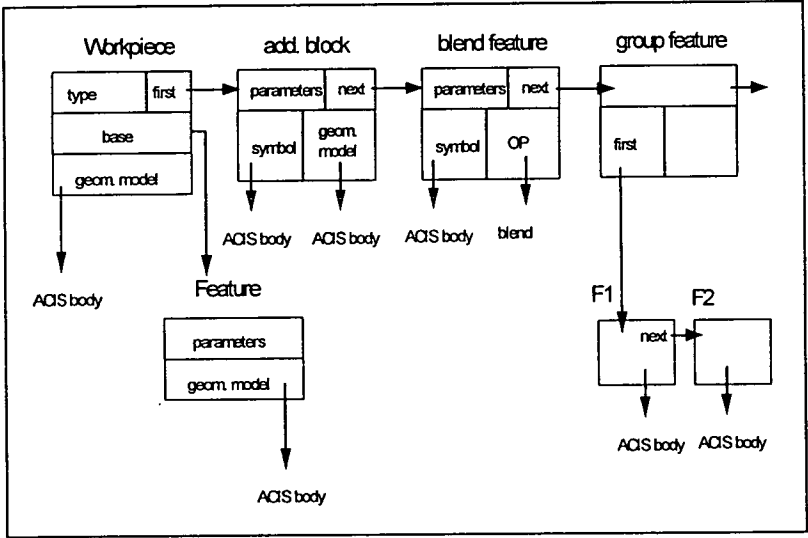 Workpiece
add. block
blend feature
group feature
type
first
parameters
next
parameters
next
base
symbol
geom. model
symbol
OP
first
geom. model
ACIS body
ACIS body
ACIS body
blend
ACIS body
Feature
F1
F2
parameters
next
geom. model
ACIS body
ACIS body
ACIS body